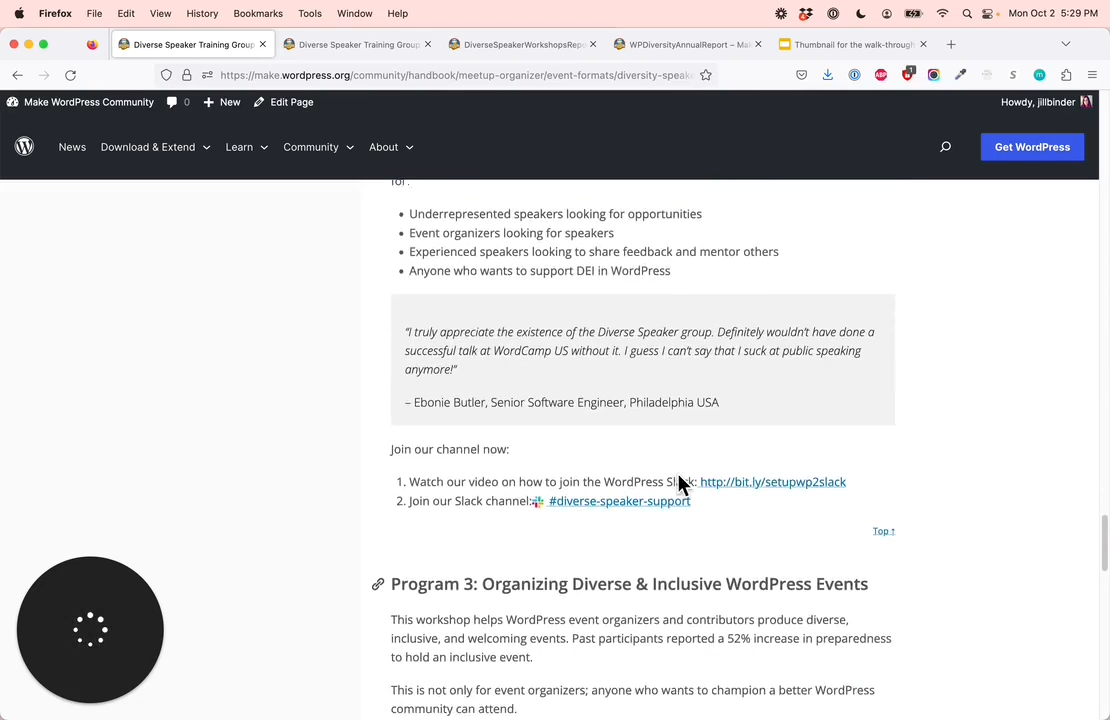 Firefox File Edit View History Bookmarks Tools Window Help Mon Oct 2 5:29 PM
Diverse Speaker Training Group Diverse Speaker Training Group DiverseSpeakerWorkshopsRepo WPDiversityAnnualReport – Mak Thumbnail for the walk-through
https://make.wordpress.org/community/handbook/meetup-organizer/event-formats/diversity-speake
ABP 1 S m
Make WordPress Community 0 New Edit Page Howdy, jillbinder
News Download & Extend Learn Community About Get WordPress
for:
• Underrepresented speakers looking for opportunities
• Event organizers looking for speakers
• Experienced speakers looking to share feedback and mentor others
• Anyone who wants to support DEI in WordPress
“I truly appreciate the existence of the Diverse Speaker group. Definitely wouldn’t have done a
successful talk at WordCamp US without it. I guess I can’t say that I suck at public speaking
anymore!”
– Ebonie Butler, Senior Software Engineer, Philadelphia USA
Join our channel now:
1. Watch our video on how to join the WordPress Slack: http://bit.ly/setupwp2slack
2. Join our Slack channel: #diverse-speaker-support
Top ↑
Program 3: Organizing Diverse & Inclusive WordPress Events
This workshop helps WordPress event organizers and contributors produce diverse,
inclusive, and welcoming events. Past participants reported a 52% increase in preparedness
to hold an inclusive event.
This is not only for event organizers; anyone who wants to champion a better WordPress
community can attend.